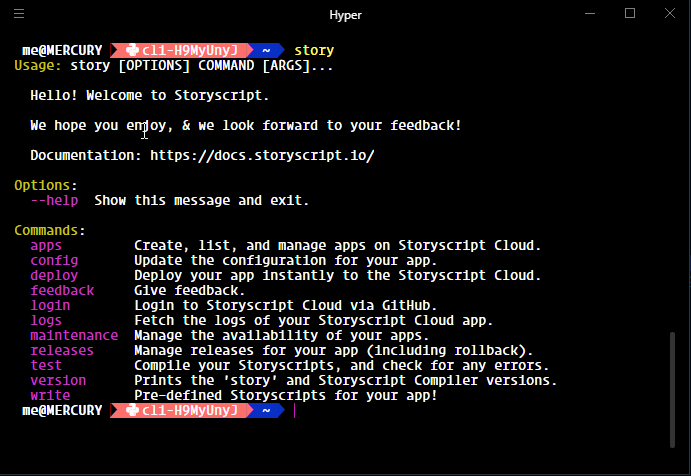 Hyper
me@MERCURY cli-H9MyUnyJ ~ story
Usage: story [OPTIONS] COMMAND [ARGS]...
Hello! Welcome to Storyscript.
We hope you enjoy, & we look forward to your feedback!
Documentation: https://docs.storyscript.io/
Options:
--help  Show this message and exit.
Commands:
apps         Create, list, and manage apps on Storyscript Cloud.
config       Update the configuration for your app.
deploy       Deploy your app instantly to the Storyscript Cloud.
feedback     Give feedback.
login        Login to Storyscript Cloud via GitHub.
logs         Fetch the logs of your Storyscript Cloud app.
maintenance  Manage the availability of your apps.
releases     Manage releases for your app (including rollback).
test         Compile your Storyscripts, and check for any errors.
version      Prints the 'story' and Storyscript Compiler versions.
write        Pre-defined Storyscripts for your app!
me@MERCURY cli-H9MyUnyJ ~